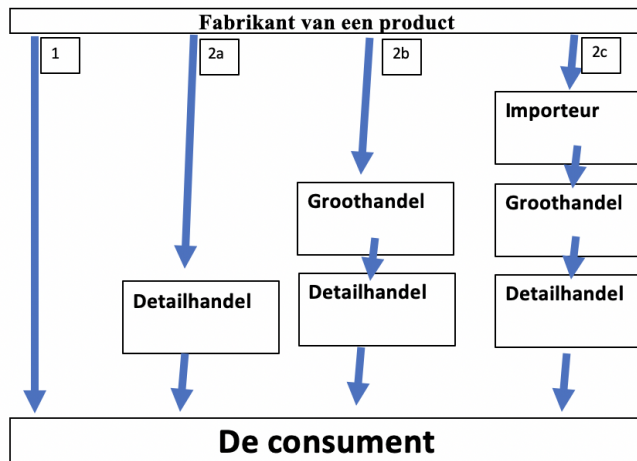 Fabrikant van een product
1
2a
2b
2c
Importeur
Groothandel
Groothandel
Detailhandel
Detailhandel
Detailhandel
De consument